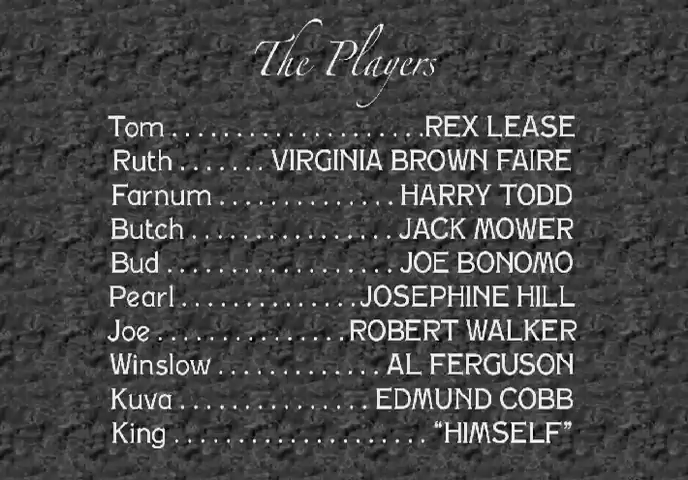 The Players
Tom . . . . . . . . . . . . . . . . . . . . REX LEASE
Ruth . . . . . . . VIRGINIA BROWN FAIRE
Farnum . . . . . . . . . . . . . . HARRY TODD
Butch . . . . . . . . . . . . . . . . JACK MOWER
Bud . . . . . . . . . . . . . . . . . . JOE BONOMO
Pearl . . . . . . . . . . . . . . JOSEPHINE HILL
Joe . . . . . . . . . . . . . . . ROBERT WALKER
Winslow . . . . . . . . . . . . . AL FERGUSON
Kuva . . . . . . . . . . . . . . . EDMUND COBB
King . . . . . . . . . . . . . . . . . . . . “HIMSELF”